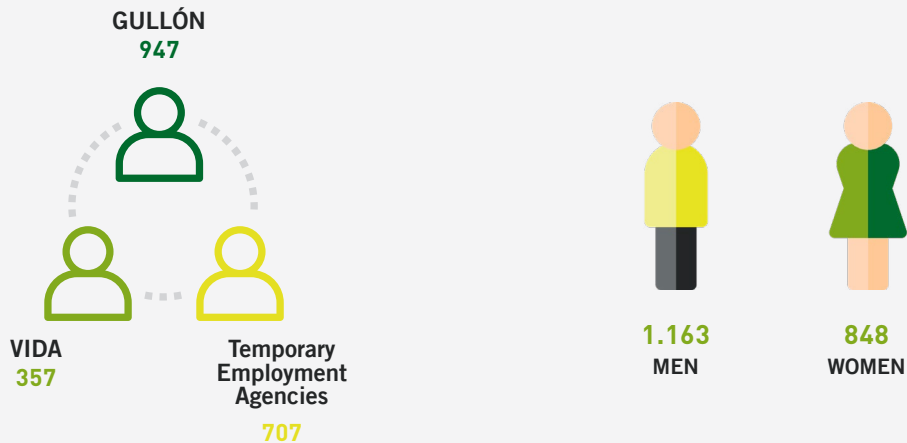 GULLÓN
947
VIDA
357
Temporary
Employment
Agencies
707
1.163
MEN
848
WOMEN